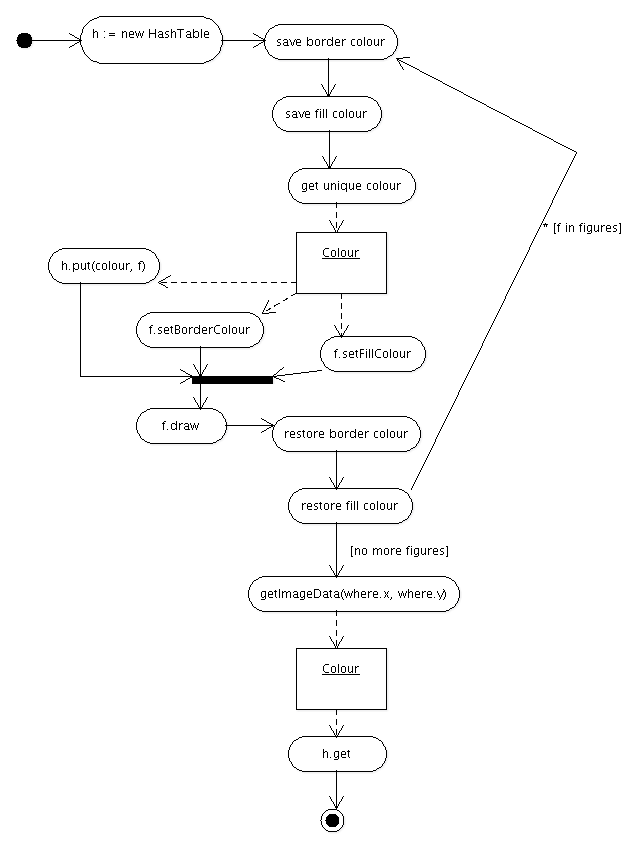 h := new HashTable
save border colour
save fill colour
get unique colour
* [f in figures]
Colour
h.put(colour, f)
f.setBorderColour
f.setFillColour
f.draw
restore border colour
restore fill colour
[no more figures]
getImageData(where.x, where.y)
Colour
h.get